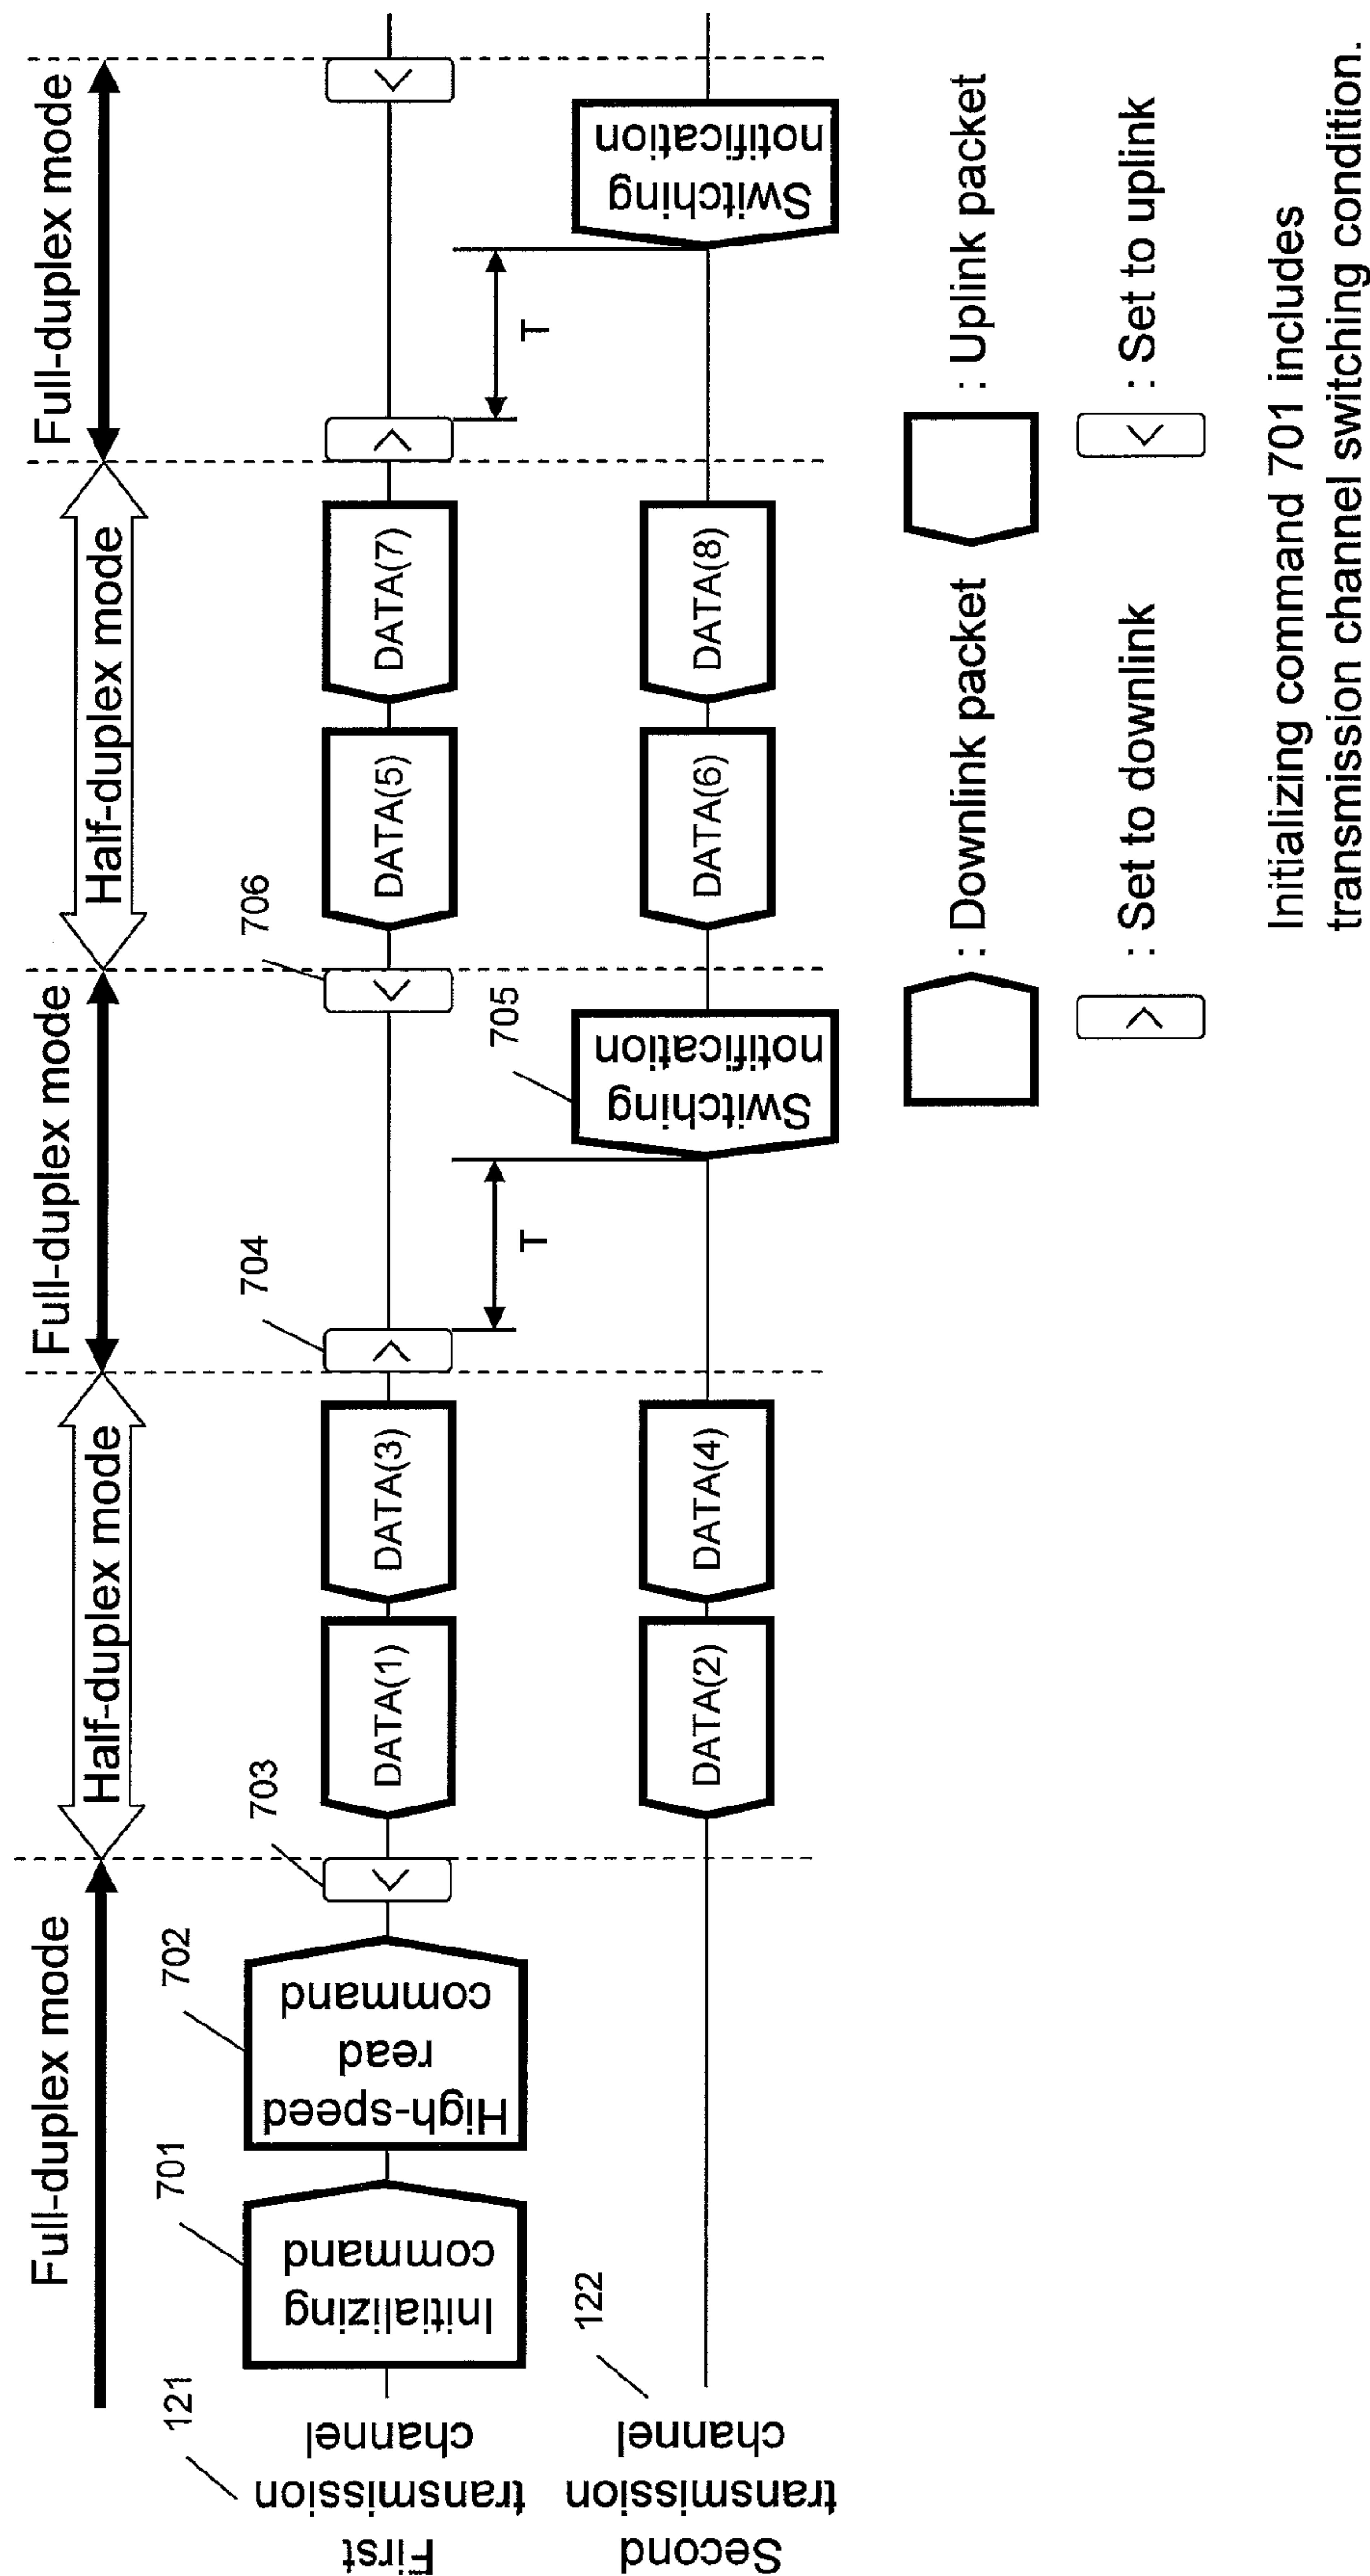 Full-duplex mode
Half-duplex mode
Full-duplex mode
Half-duplex mode
Full-duplex mode
121
First
transmission
channel
701
Initializing
command
702
High-speed
read
command
703
DATA(1)
DATA(3)
704
706
DATA(5)
DATA(7)
T
T
122
Second
transmission
channel
DATA(2)
DATA(4)
705
Switching
notification
DATA(6)
DATA(8)
Switching
notification
: Downlink packet
: Uplink packet
: Set to downlink
: Set to uplink
Initializing command 701 includes
transmission channel switching condition.